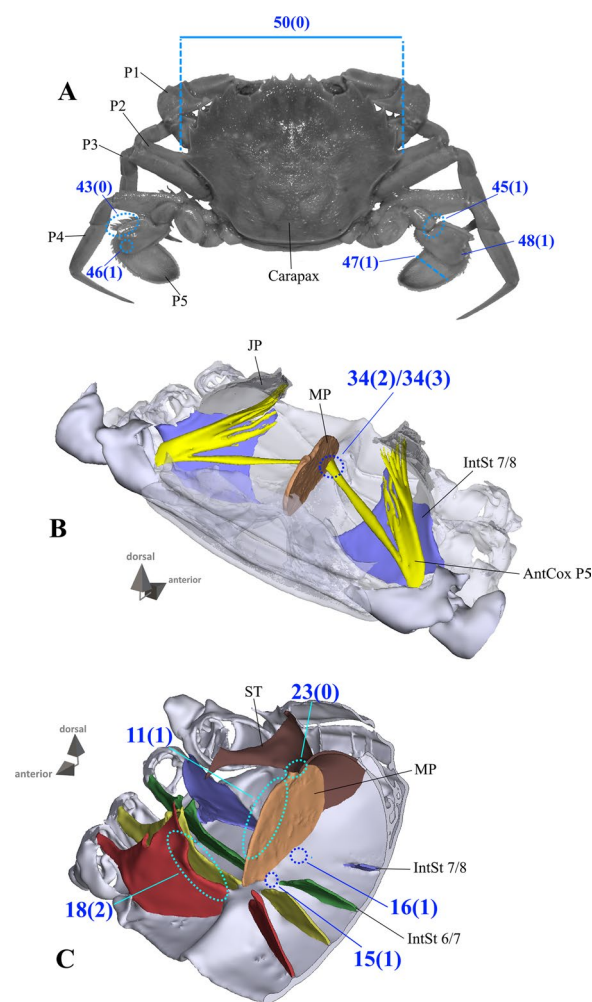 50(0)
P1
A
P2
P3
43(0)
45(1)
P4
48(1)
46(1)
47(1)
P5
Carapax
JP
34(2)/34(3)
MP
IntSt 7/8
B
dorsal
anterior
AntCox P5
ST
23(0)
dorsal
11(1)
MP
anterior
IntSt 7/8
18(2)
16(1)
IntSt 6/7
15(1)
C